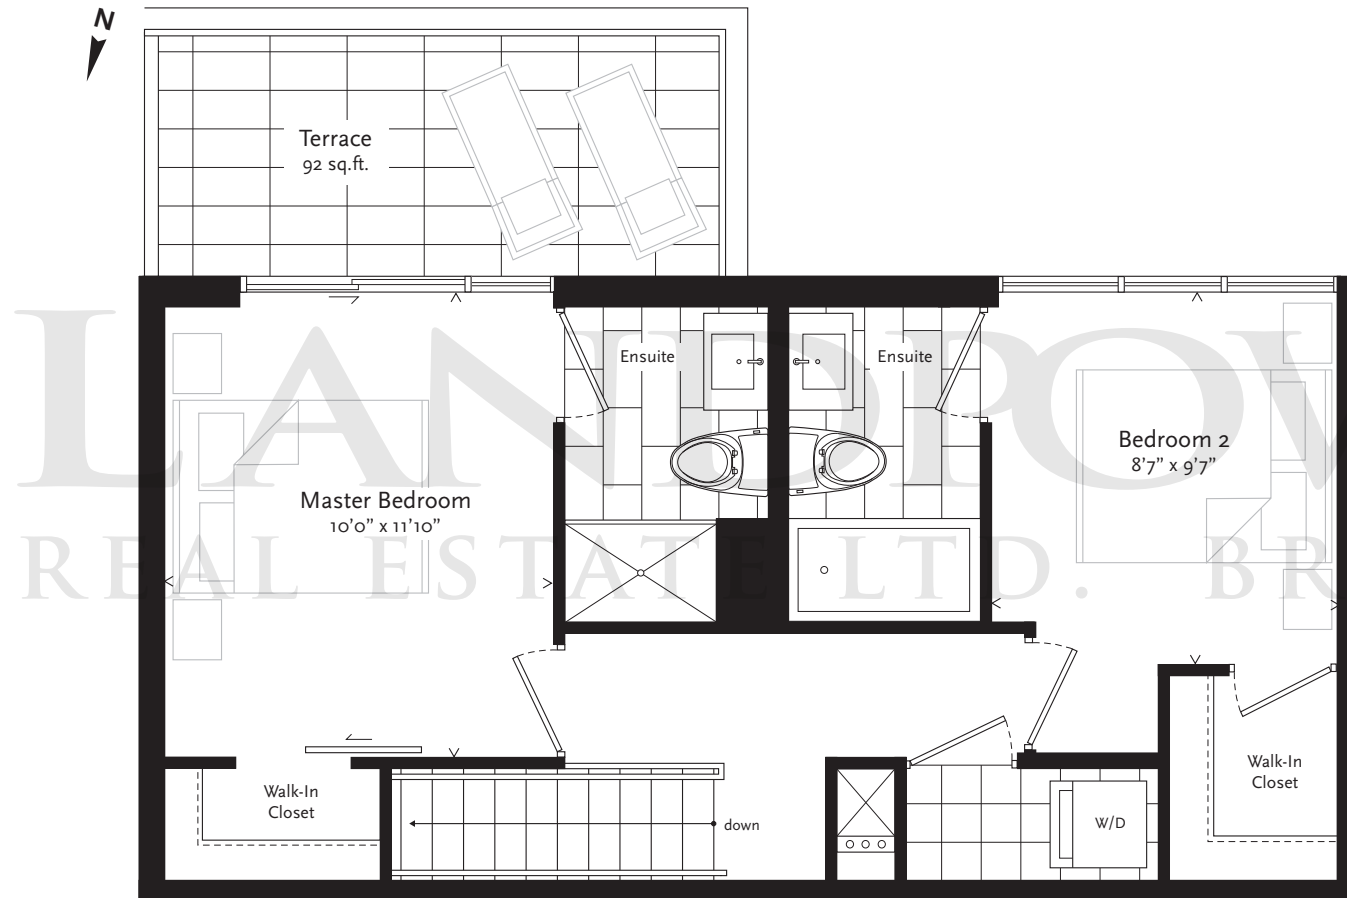 N
Terrace
92 sq.ft.
Ensuite
Ensuite
Bedroom 2
8'7" x 9'7"
Master Bedroom
10'0" x 11'10"
LANDPOW
REAL ESTATE LTD. BR
Walk-In
Closet
Walk-In
Closet
down
W/D